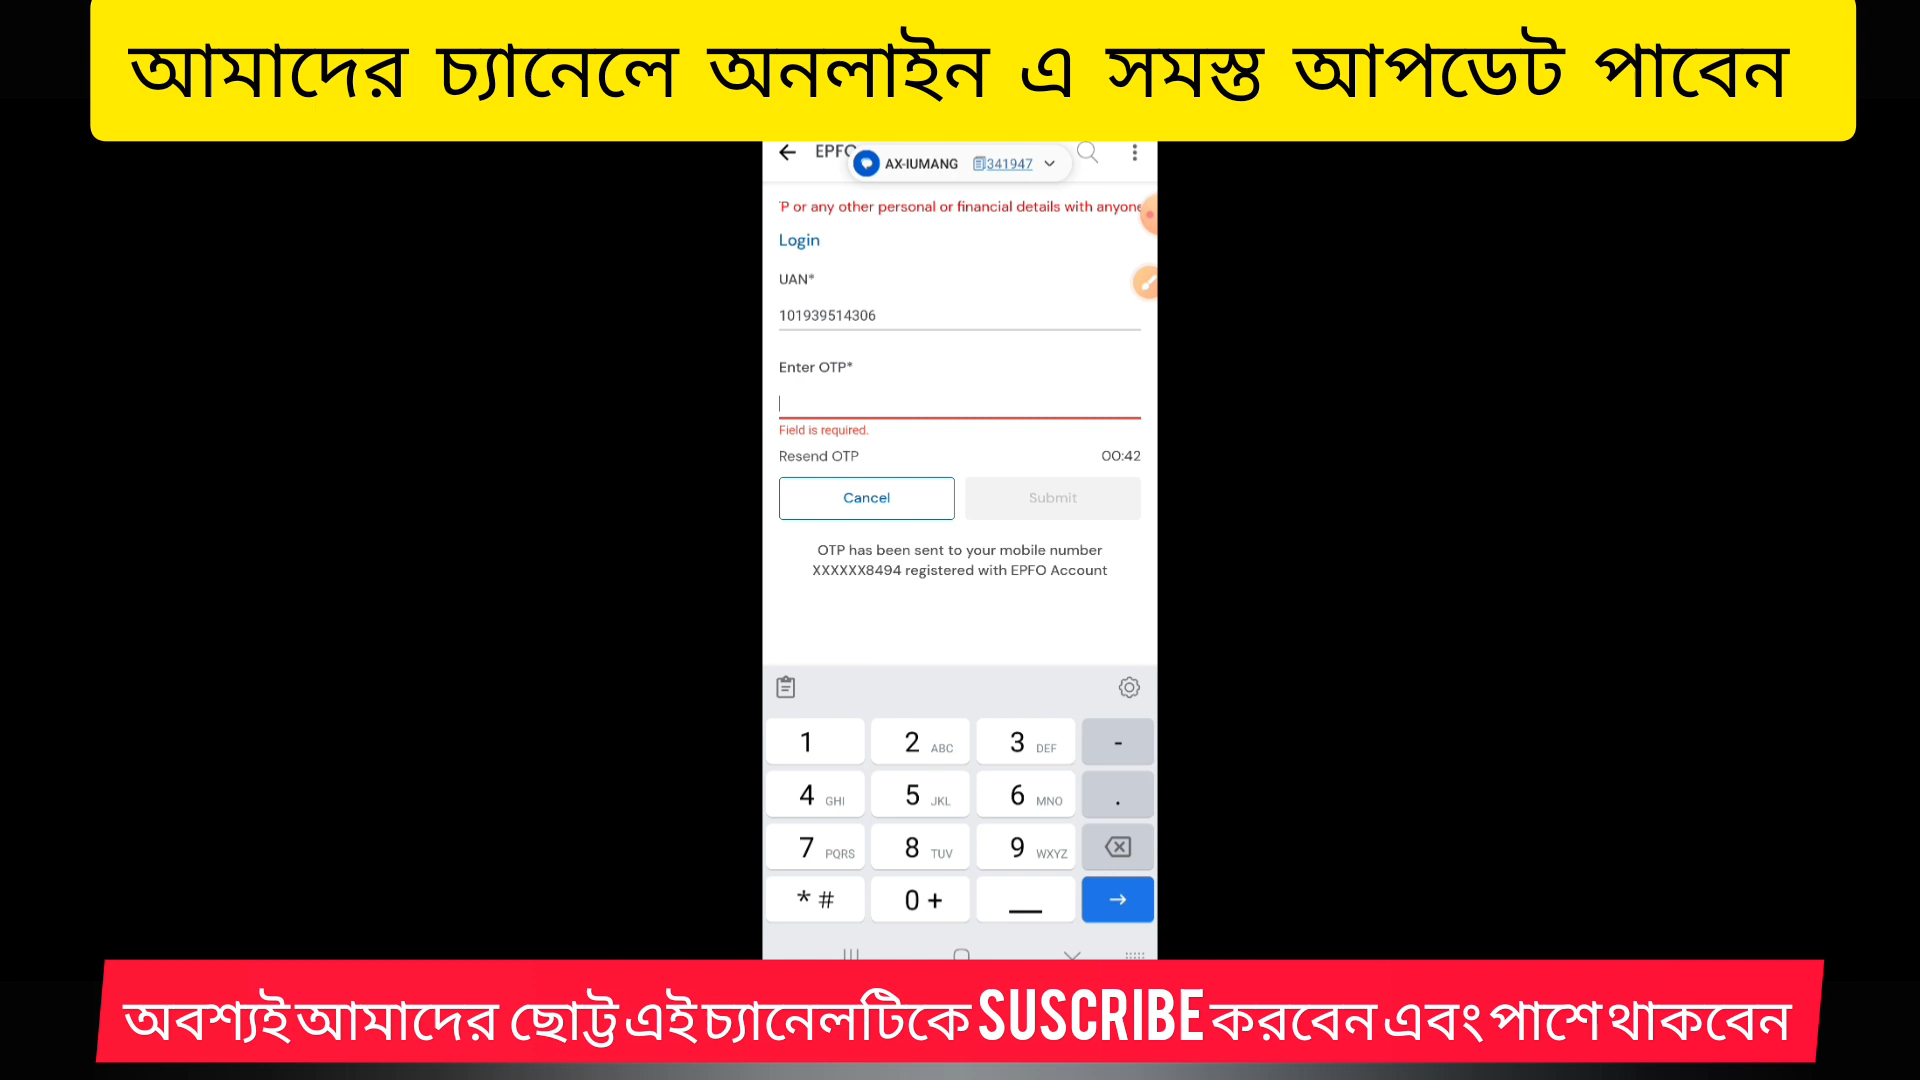 আমাদের চ্যানেলে অনলাইন এ সমস্ত আপডেট পাবেন
EPFO
AX-IUMANG 341947
P or any other personal or financial details with anyone
Login
UAN*
101939514306
Enter OTP*
Field is required.
Resend OTP 00:42
Cancel Submit
OTP has been sent to your mobile number
XXXXXX8494 registered with EPFO Account
1 2 ABC 3 DEF -
4 GHI 5 JKL 6 MNO .
7 PQRS 8 TUV 9 WXYZ
* # 0 +
অবশ্যই আমাদের ছোট্ট এই চ্যানেলটিকে SUSCRIBE করবেন এবং পাশে থাকবেন